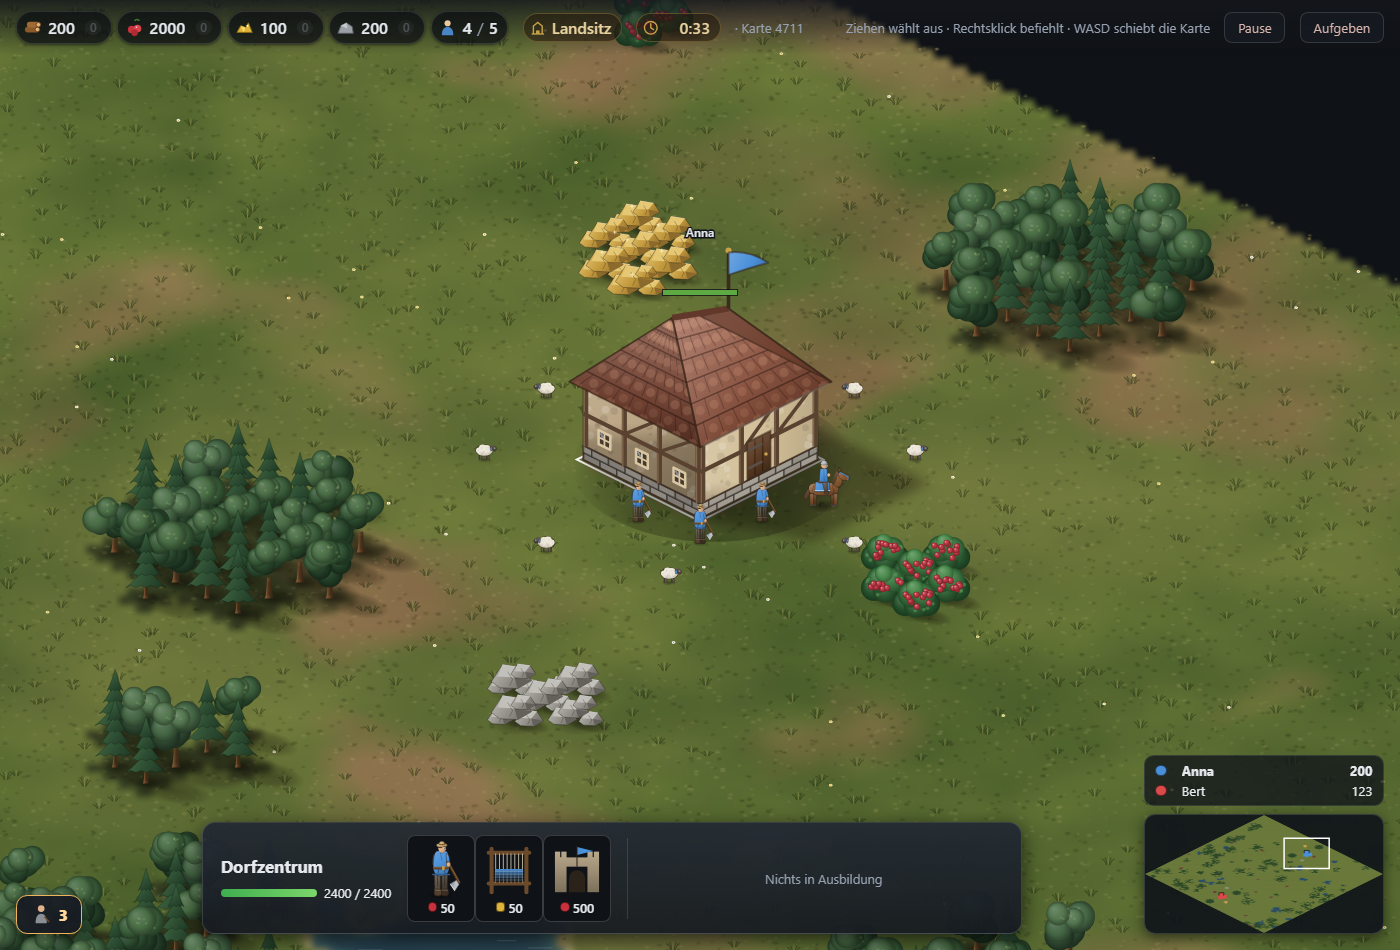 200 0 2000 0 100 0 200 0 4 / 5 Landsitz 0:33 · Karte 4711 Ziehen wählt aus · Rechtsklick befiehlt · WASD schiebt die Karte Pause Aufgeben
Anna
Anna 200
Bert 123
Dorfzentrum
2400 / 2400
50 50 500
Nichts in Ausbildung
3